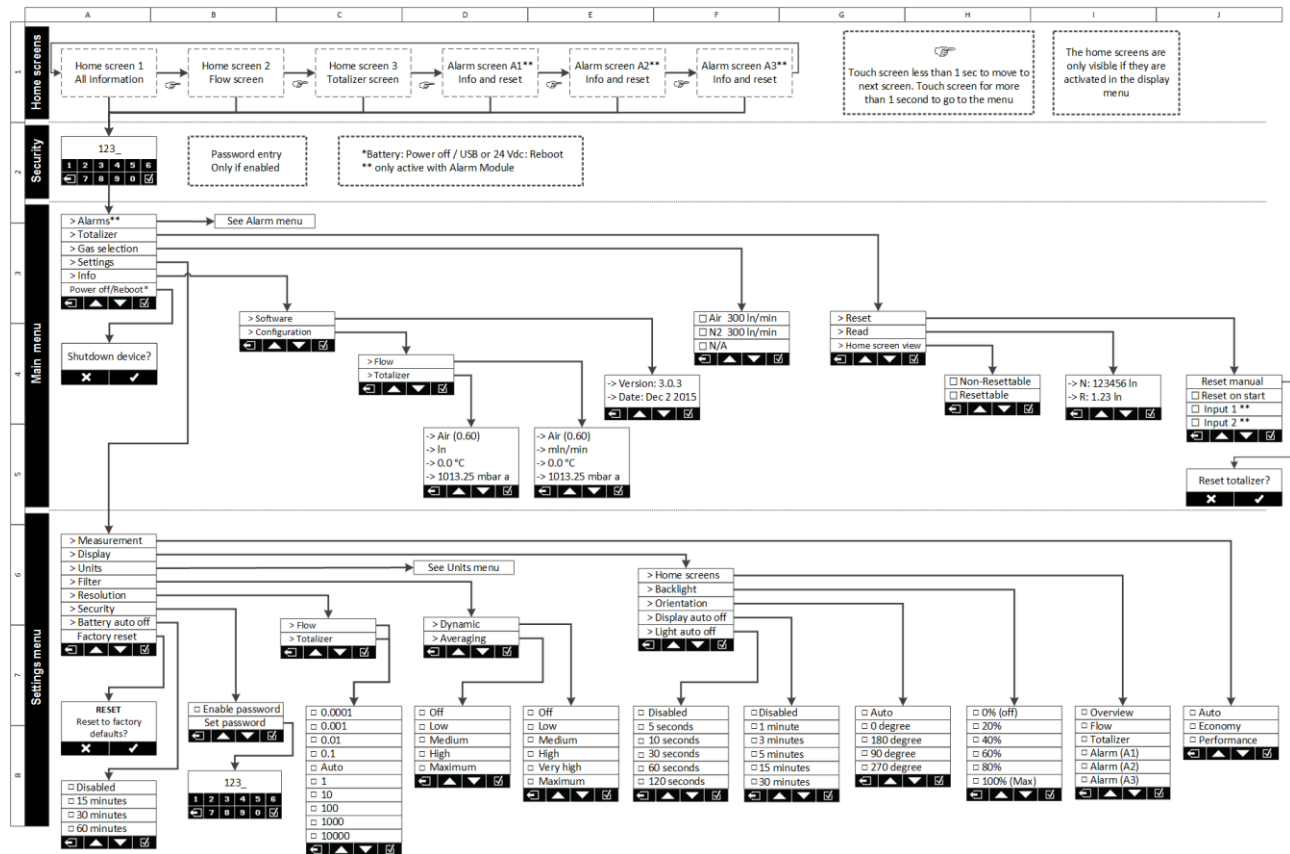 A B C D E F G H I J
Home screens
1
Home screen 1
All information
Home screen 2
Flow screen
Home screen 3
Totalizer screen
Alarm screen A1**
Info and reset
Alarm screen A2**
Info and reset
Alarm screen A3**
Info and reset
Touch screen less than 1 sec to move to
next screen. Touch screen for more
than 1 second to go to the menu
The home screens are
only visible if they are
activated in the display
menu
Security
2
123_
1 2 3 4 5 6
7 8 9 0
Password entry
Only if enabled
*Battery: Power off / USB or 24 Vdc: Reboot
** only active with Alarm Module
Main menu
3
4
5
> Alarms**
> Totalizer
> Gas selection
> Settings
> Info
Power off/Reboot*
See Alarm menu
Shutdown device?
> Software
> Configuration
> Flow
> Totalizer
-> Air (0.60)
-> ln
-> 0.0 °C
-> 1013.25 mbar a
-> Air (0.60)
-> mln/min
-> 0.0 °C
-> 1013.25 mbar a
-> Version: 3.0.3
-> Date: Dec 2 2015
Air 300 ln/min
N2 300 ln/min
N/A
> Reset
> Read
> Home screen view
Non-Resettable
Resettable
-> N: 123456 ln
-> R: 1.23 ln
Reset manual
Reset on start
Input 1 **
Input 2 **
Reset totalizer?
Settings menu
6
7
8
> Measurement
> Display
> Units
> Filter
> Resolution
> Security
> Battery auto off
Factory reset
See Units menu
RESET
Reset to factory
defaults?
Disabled
15 minutes
30 minutes
60 minutes
Enable password
Set password
123_
1 2 3 4 5 6
7 8 9 0
> Flow
> Totalizer
0.0001
0.001
0.01
0.1
Auto
1
10
100
1000
10000
> Dynamic
> Averaging
Off
Low
Medium
High
Maximum
Off
Low
Medium
High
Very high
Maximum
> Home screens
> Backlight
> Orientation
> Display auto off
> Light auto off
Disabled
5 seconds
10 seconds
30 seconds
60 seconds
120 seconds
Disabled
1 minute
3 minutes
5 minutes
15 minutes
30 minutes
Auto
0 degree
180 degree
90 degree
270 degree
0% (off)
20%
40%
60%
80%
100% (Max)
Overview
Flow
Totalizer
Alarm (A1)
Alarm (A2)
Alarm (A3)
Auto
Economy
Performance